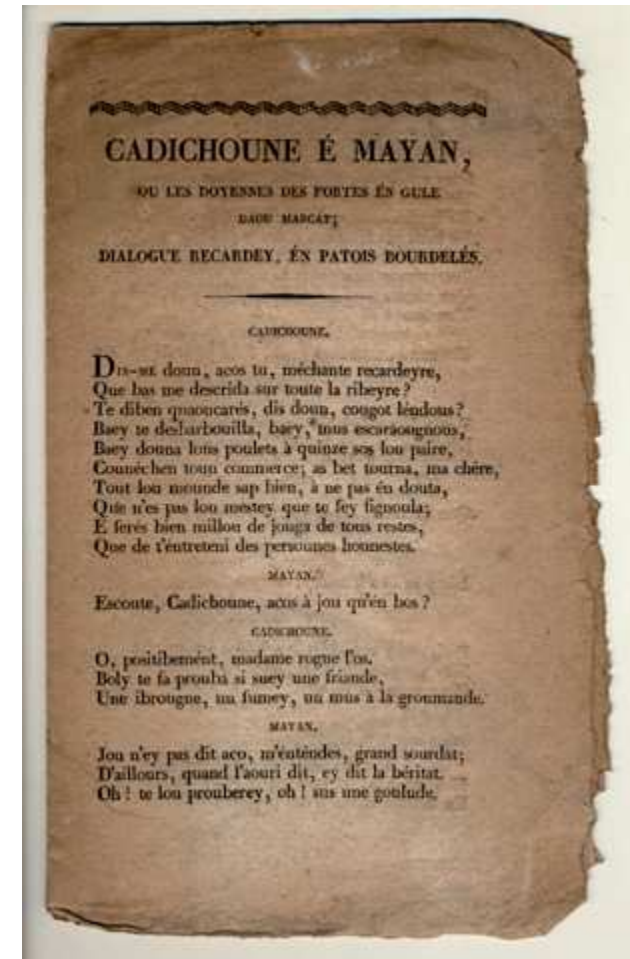 CADICHOUNE É MAYAN,
OU LES DOYENNES DES FORTES ÉN GULE
DAOU MARCAT;
DIALOGUE RECARDEY, ÉN PATOIS BOURDELÉS.
CADICHOUNE.
DIS-ME doun, acos tu, méchante recardeyre,
Que bas me descrida sur toute la ribeyre?
Te diben quaoucarés, dis doun, cougot léndous?
Baey te desbarbouilla, baey, mus escaraougnous,
Baey douna lous poulets à quinze sos lou paire,
Counéchen toun coummerce; as bet tourna, ma chére,
Tout lou mounde sap bien, à ne pas én douta,
Que n'es pas lou mestey que te fey fignoula;
É serés bien millou de jouga de tous restes,
Que de t'éntreteni des persounnes hounestes.
MAYAN.
Escoute, Cadichoune, acos à jou qu'én bos?
CADICHOUNE.
O, positibemént, madame rogne l'os.
Boly te fa prouba si suey une friande,
Une ibrougne, un fumey, un mus à la groumande.
MAYAN.
Jou n'ey pas dit aco, m'énténdes, grand sourdat;
D'aillours, quand l'aouri dit, ey dit la béritat.
Oh! te lou prouberey, oh! sus une goulude.